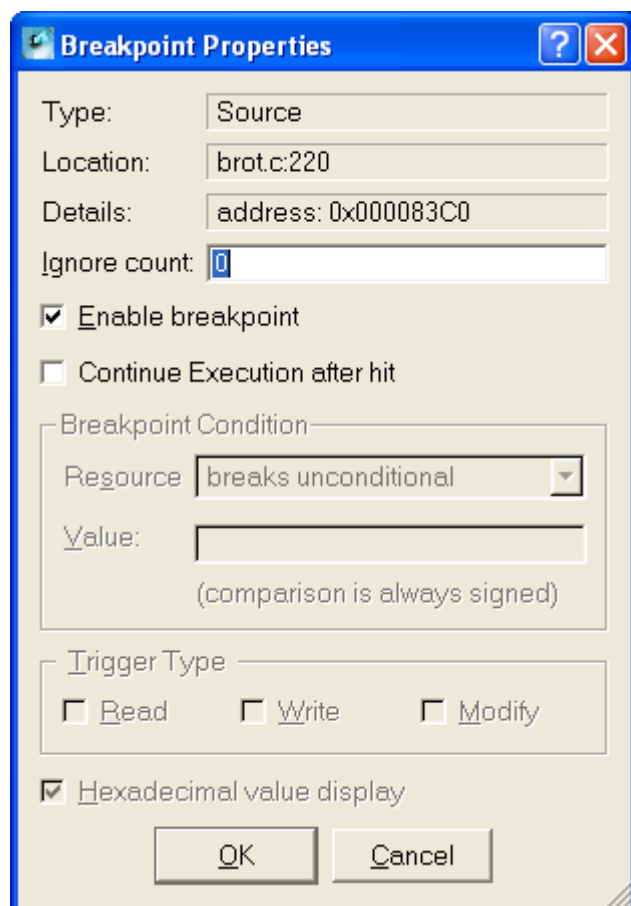 Breakpoint Properties
Type: Source
Location: brot.c:220
Details: address: 0x000083C0
Ignore count: 0
Enable breakpoint
Continue Execution after hit
Breakpoint Condition
Resource breaks unconditional
Value:
(comparison is always signed)
Trigger Type
Read Write Modify
Hexadecimal value display
OK Cancel